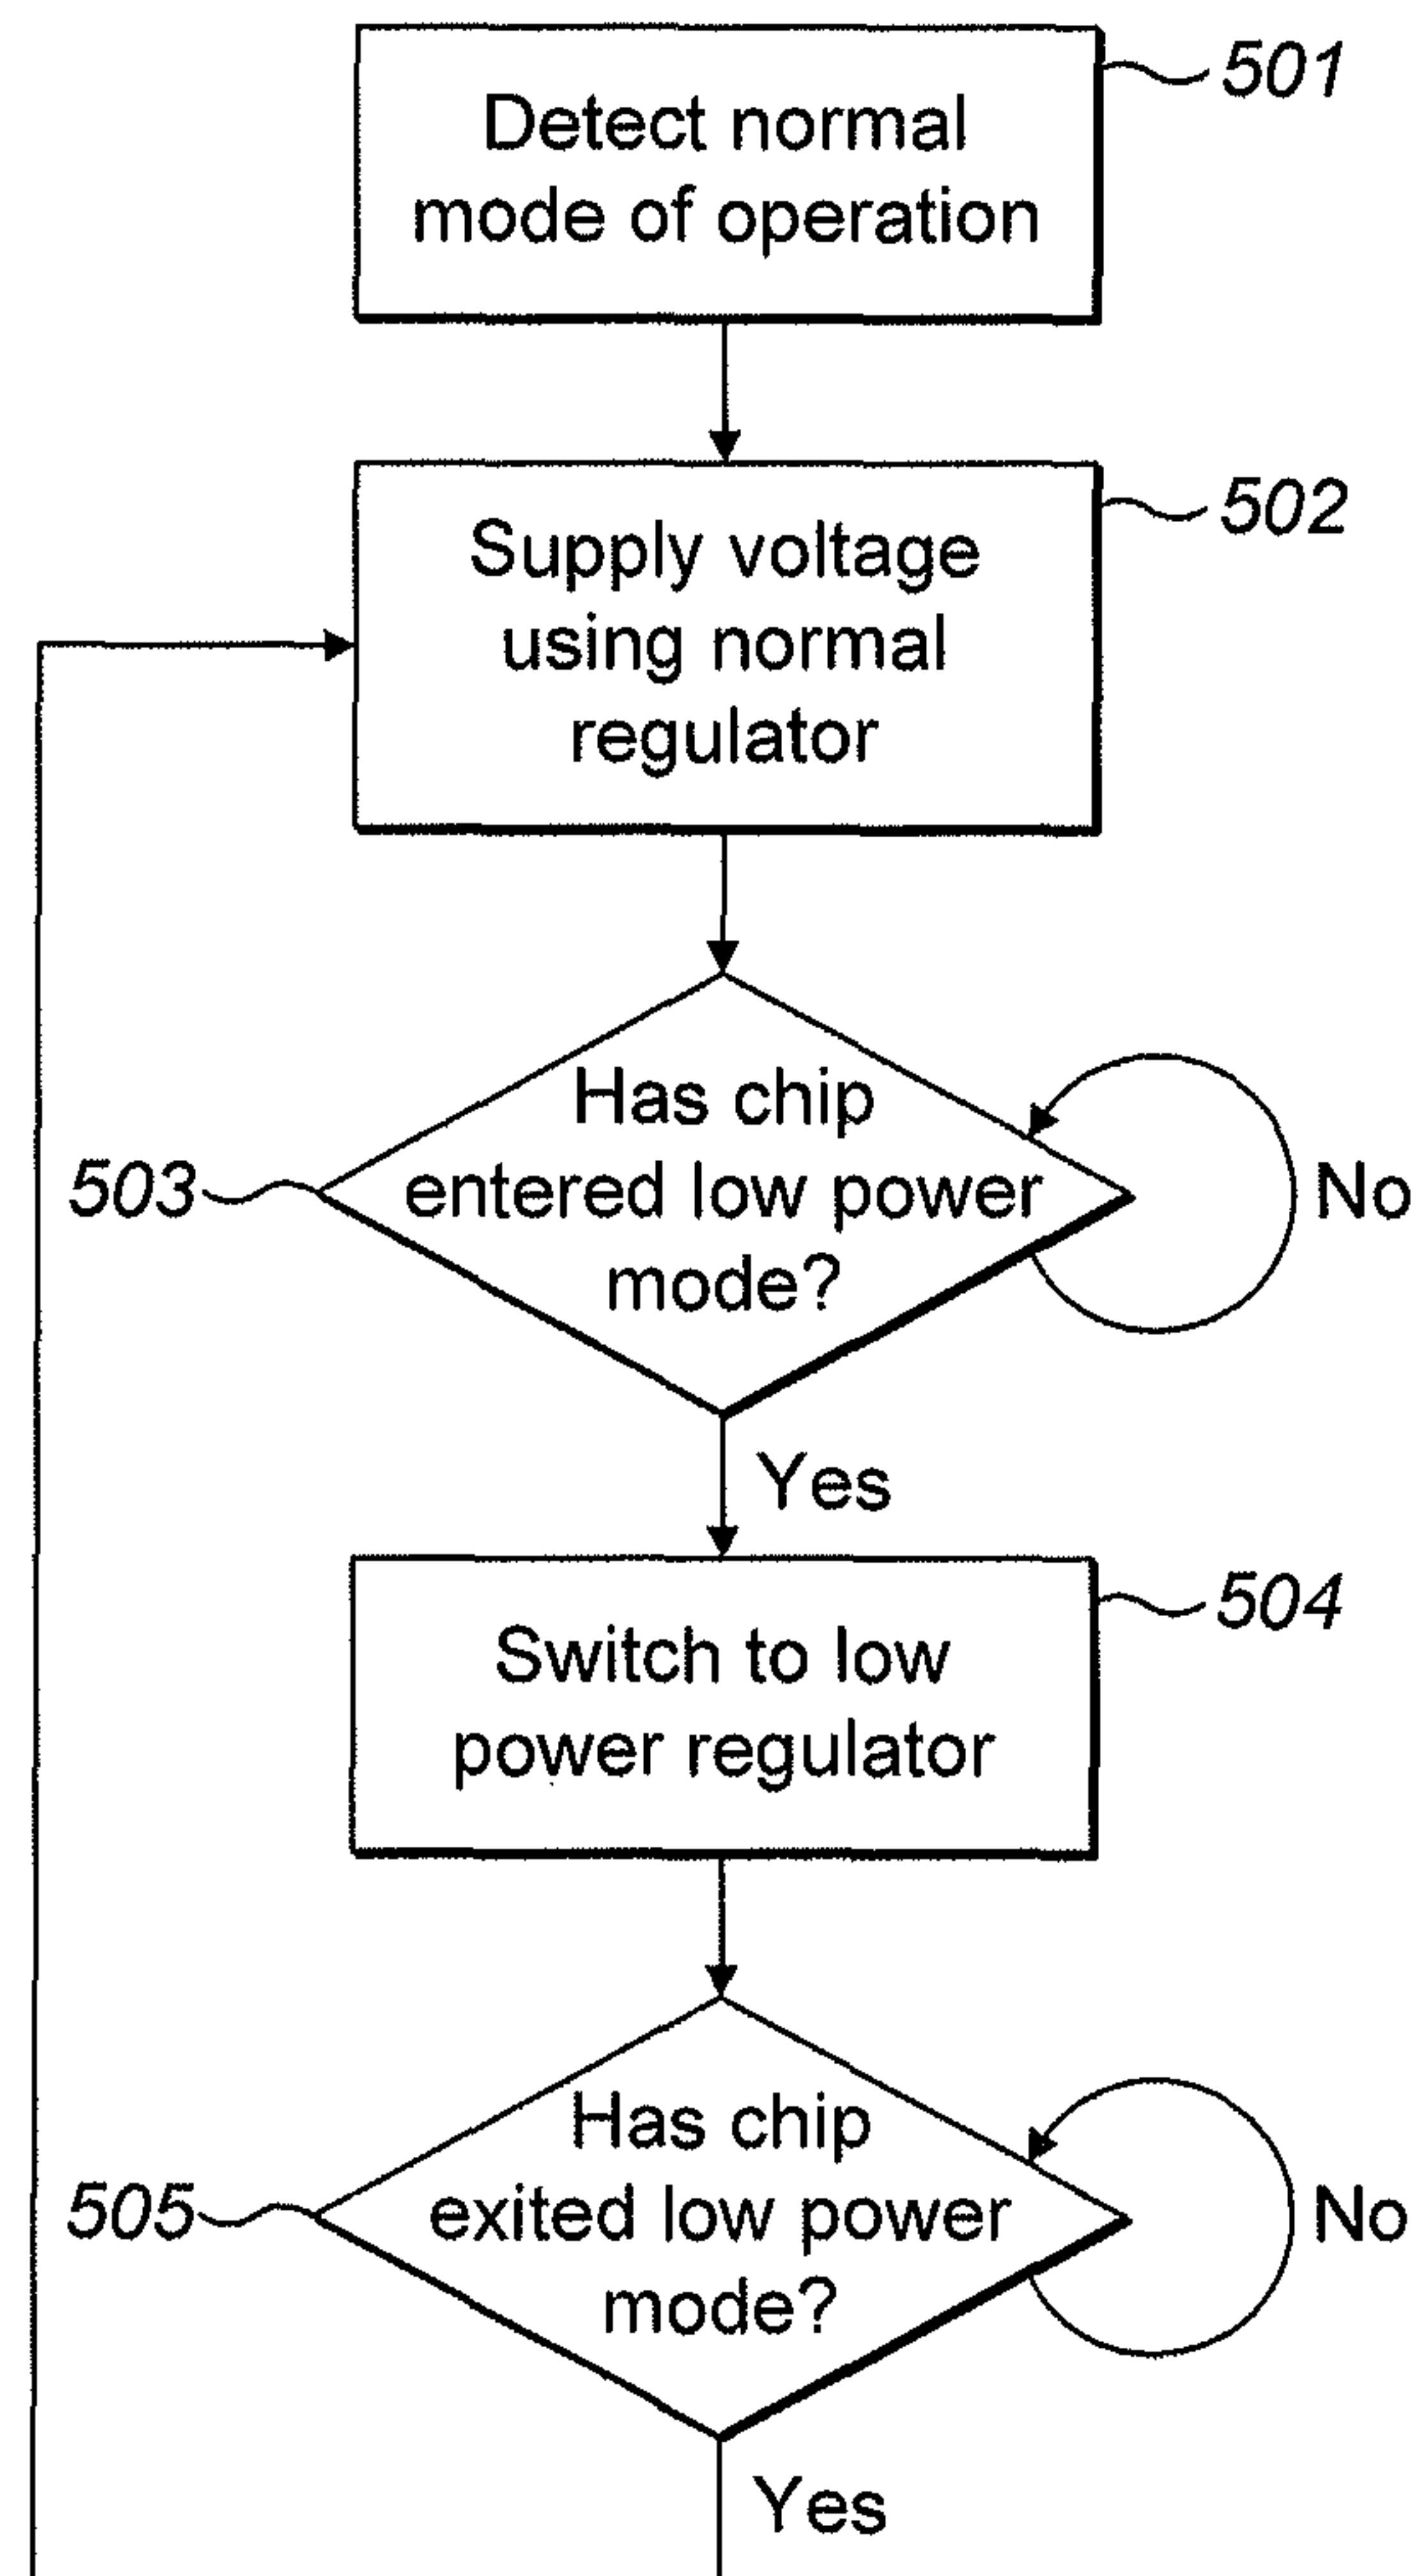 Detect normal
mode of operation
501
Supply voltage
using normal
regulator
502
Has chip
entered low power
mode?
503
No
Yes
Switch to low
power regulator
504
Has chip
exited low power
mode?
505
No
Yes